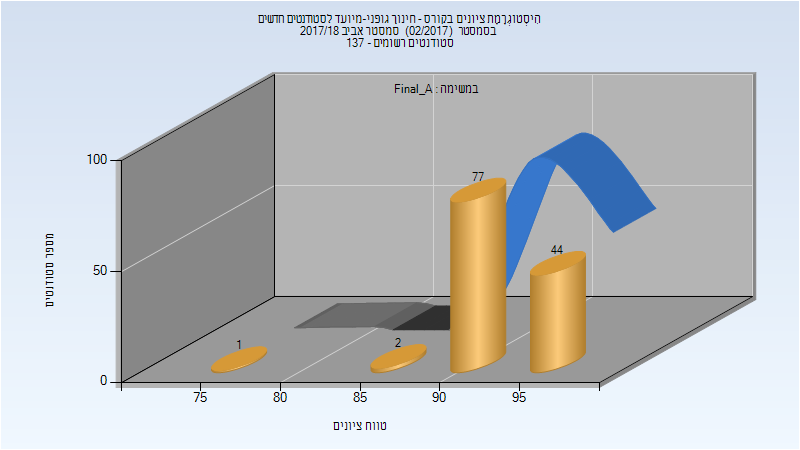 היסטוגרמת ציונים בקורס - חינוך גופני-מיועד לסטודנטים חדשים
בסמסטר (02/2017) סמסטר אביב 2017/18
סטודנטים רשומים - 137
במשימה : Final_A
100
50
0
מספר סטודנטים
77
44
2
1
75
80
85
90
95
טווח ציונים